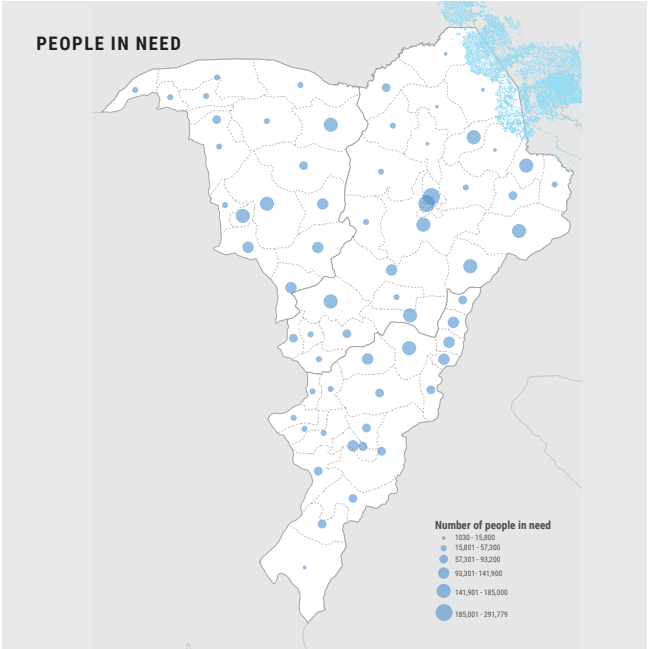 PEOPLE IN NEED
Number of people in need
1030 - 15,800
15,801 - 57,300
57,301 - 93,200
93,301- 141,900
141,901 - 185,000
185,001 - 291,779